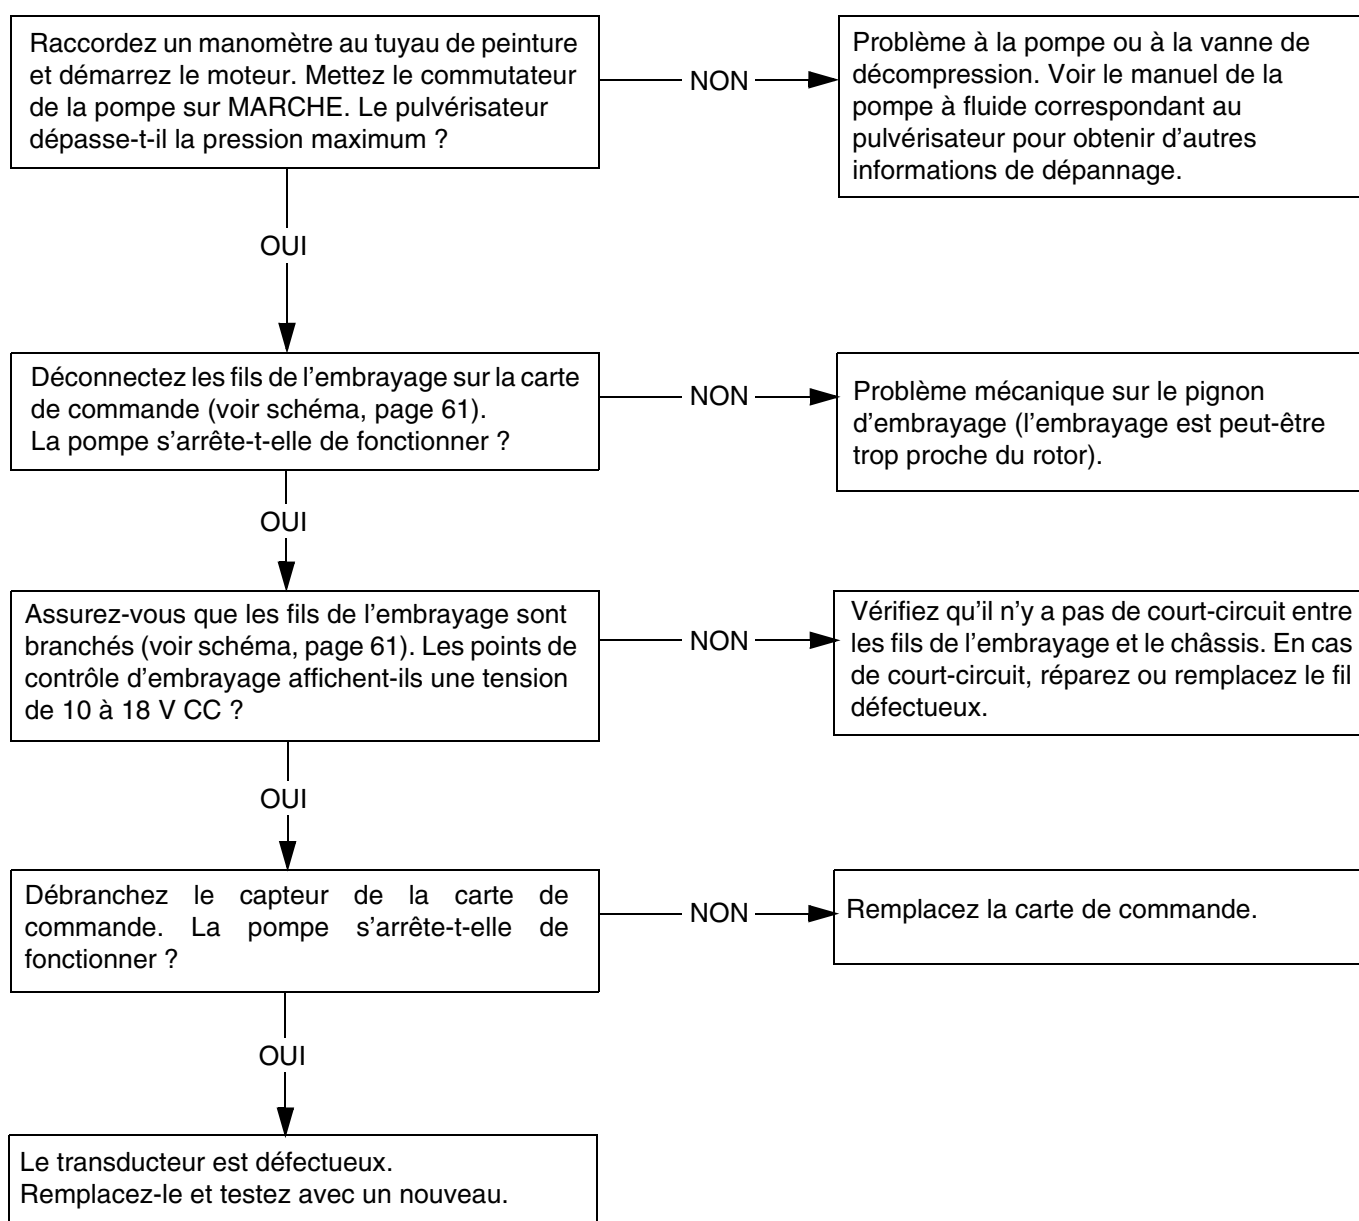 Raccordez un manomètre au tuyau de peinture
et démarrez le moteur. Mettez le commutateur
de la pompe sur MARCHE. Le pulvérisateur
dépasse-t-il la pression maximum ?
NON
Problème à la pompe ou à la vanne de
décompression. Voir le manuel de la
pompe à fluide correspondant au
pulvérisateur pour obtenir d'autres
informations de dépannage.
OUI
Déconnectez les fils de l'embrayage sur la carte
de commande (voir schéma, page 61).
La pompe s'arrête-t-elle de fonctionner ?
NON
Problème mécanique sur le pignon
d'embrayage (l'embrayage est peut-être
trop proche du rotor).
OUI
Assurez-vous que les fils de l'embrayage sont
branchés (voir schéma, page 61). Les points de
contrôle d'embrayage affichent-ils une tension
de 10 à 18 V CC ?
NON
Vérifiez qu'il n'y a pas de court-circuit entre
les fils de l'embrayage et le châssis. En cas
de court-circuit, réparez ou remplacez le fil
défectueux.
OUI
Débranchez le capteur de la carte de
commande. La pompe s'arrête-t-elle de
fonctionner ?
NON
Remplacez la carte de commande.
OUI
Le transducteur est défectueux.
Remplacez-le et testez avec un nouveau.